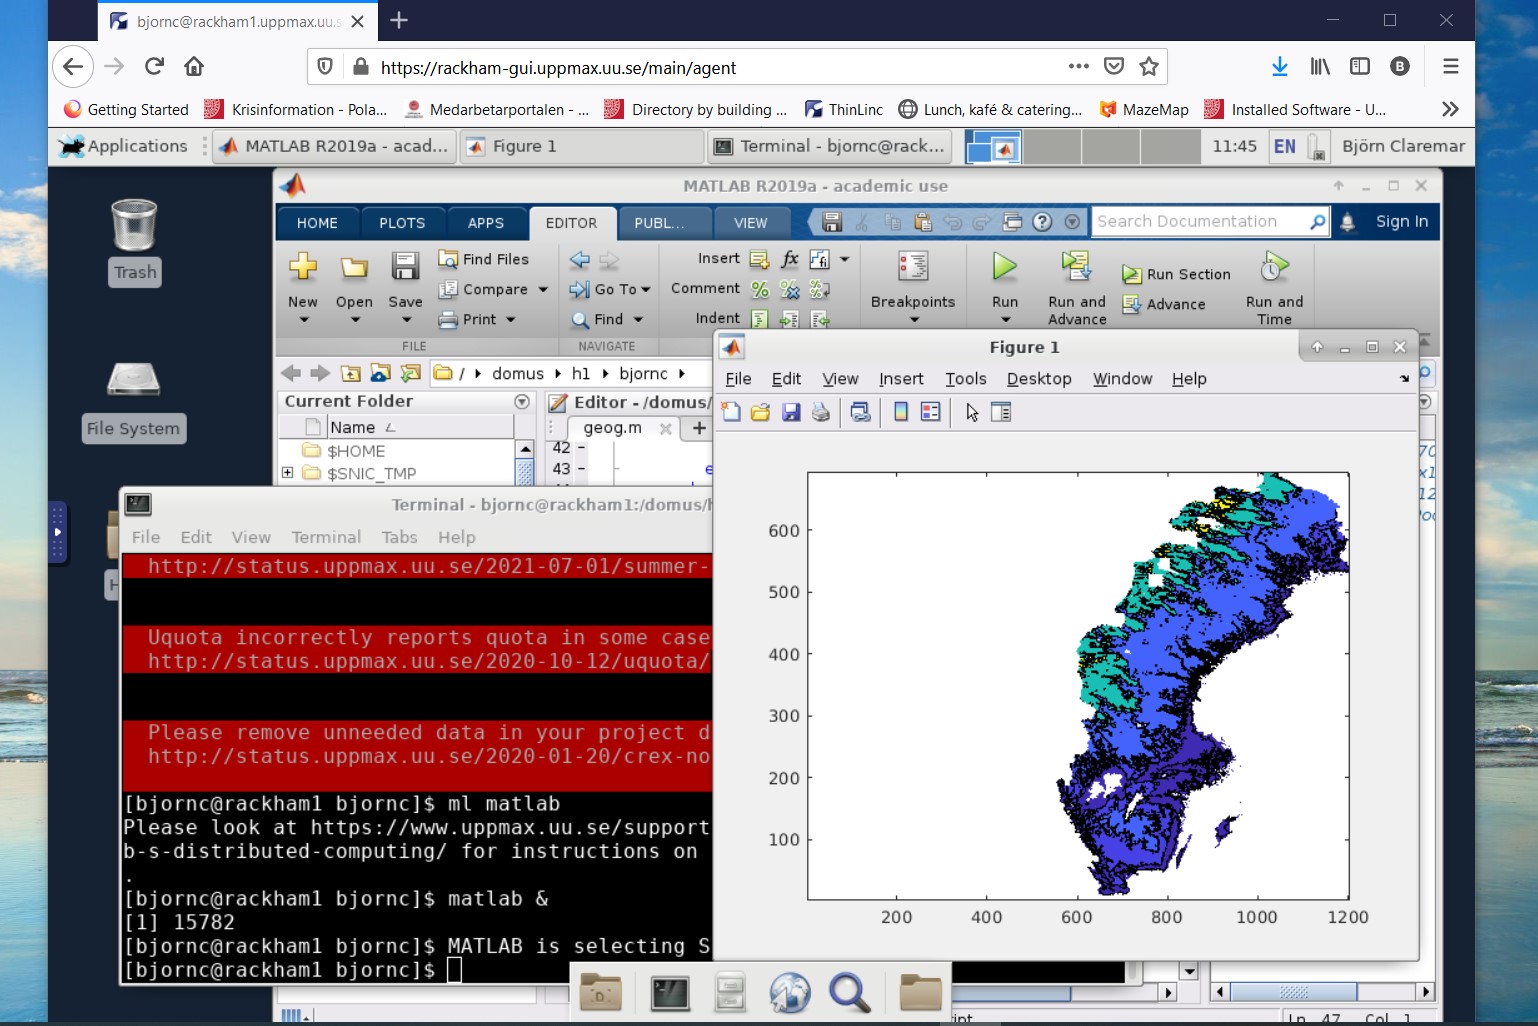 bjornc@rackham1.uppmax.uu.s
https://rackham-gui.uppmax.uu.se/main/agent
B
Getting Started
Krisinformation - Pola...
Medarbetarportalen - ...
Directory by building ...
ThinLinc
Lunch, kafé & catering...
MazeMap
Installed Software - U...
Applications
MATLAB R2019a - acad...
Figure 1
Terminal - bjornc@rack...
11:45
EN
Björn Claremar
Trash
File System
H
MATLAB R2019a - academic use
HOME
PLOTS
APPS
EDITOR
PUBL...
VIEW
Search Documentation
Sign In
New
Open
Save
Find Files
Compare
Print
FILE
Go To
Find
NAVIGATE
Insert
fx
Comment
Indent
Breakpoints
Run
Run and
Advance
Run Section
Advance
Run and
Time
/ domus h1 bjornc
Current Folder
Name
$HOME
$SNIC_TMP
Editor - /domus/
geog.m
42 -
43 -
e
Figure 1
File Edit View Insert Tools Desktop Window Help
600
500
400
300
200
100
200 400 600 800 1000 1200
Terminal - bjornc@rackham1:/domus/h
File Edit View Terminal Tabs Help
http://status.uppmax.uu.se/2021-07-01/summer-
Uquota incorrectly reports quota in some case
http://status.uppmax.uu.se/2020-10-12/uquota/
Please remove unneeded data in your project d
http://status.uppmax.uu.se/2020-01-20/crex-no
[bjornc@rackham1 bjornc]$ ml matlab
Please look at https://www.uppmax.uu.se/support
b-s-distributed-computing/ for instructions on
.
[bjornc@rackham1 bjornc]$ matlab &
[1] 15782
[bjornc@rackham1 bjornc]$ MATLAB is selecting S
[bjornc@rackham1 bjornc]$
Ln 47 Col 1